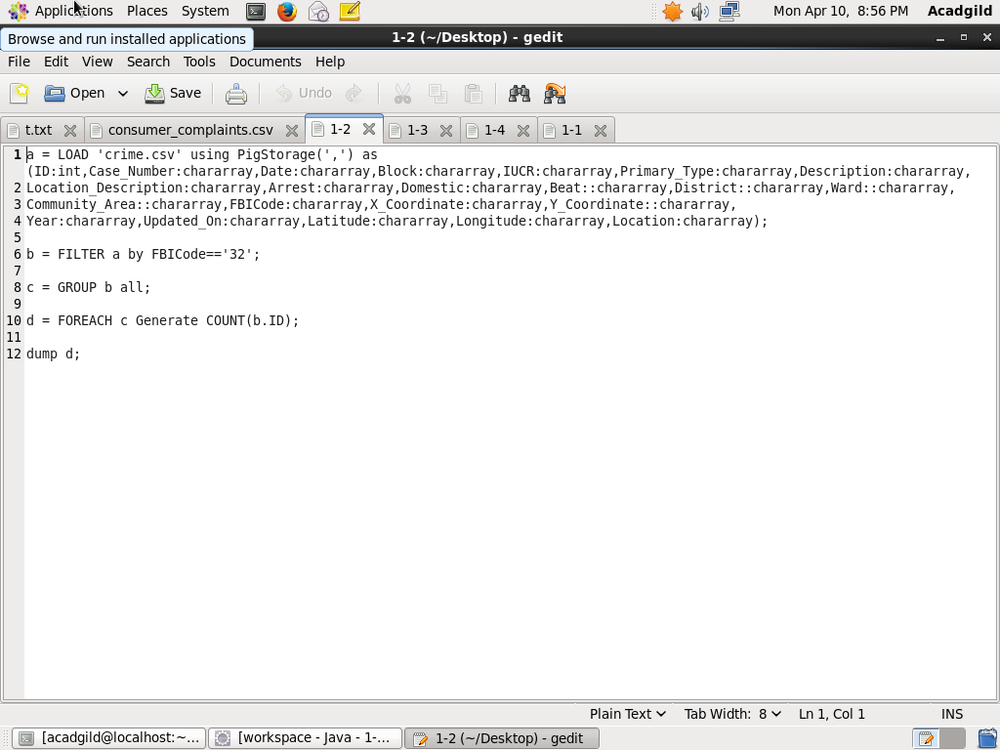 Applications Places System Mon Apr 10, 8:56 PM Acadgild
Browse and run installed applications
1-2 (~/Desktop) - gedit
File Edit View Search Tools Documents Help
Open Save Undo
t.txt consumer_complaints.csv 1-2 1-3 1-4 1-1
1 a = LOAD 'crime.csv' using PigStorage(',') as
(ID:int,Case_Number:chararray,Date:chararray,Block:chararray,IUCR:chararray,Primary_Type:chararray,Description:chararray,
2 Location_Description:chararray,Arrest:chararray,Domestic:chararray,Beat::chararray,District::chararray,Ward::chararray,
3 Community_Area::chararray,FBICode:chararray,X_Coordinate:chararray,Y_Coordinate::chararray,
4 Year:chararray,Updated_On:chararray,Latitude:chararray,Longitude:chararray,Location:chararray);
5
6 b = FILTER a by FBICode=='32';
7
8 c = GROUP b all;
9
10 d = FOREACH c Generate COUNT(b.ID);
11
12 dump d;
Plain Text Tab Width: 8 Ln 1, Col 1 INS
[acadgild@localhost:~... [workspace - Java - 1-... 1-2 (~/Desktop) - gedit